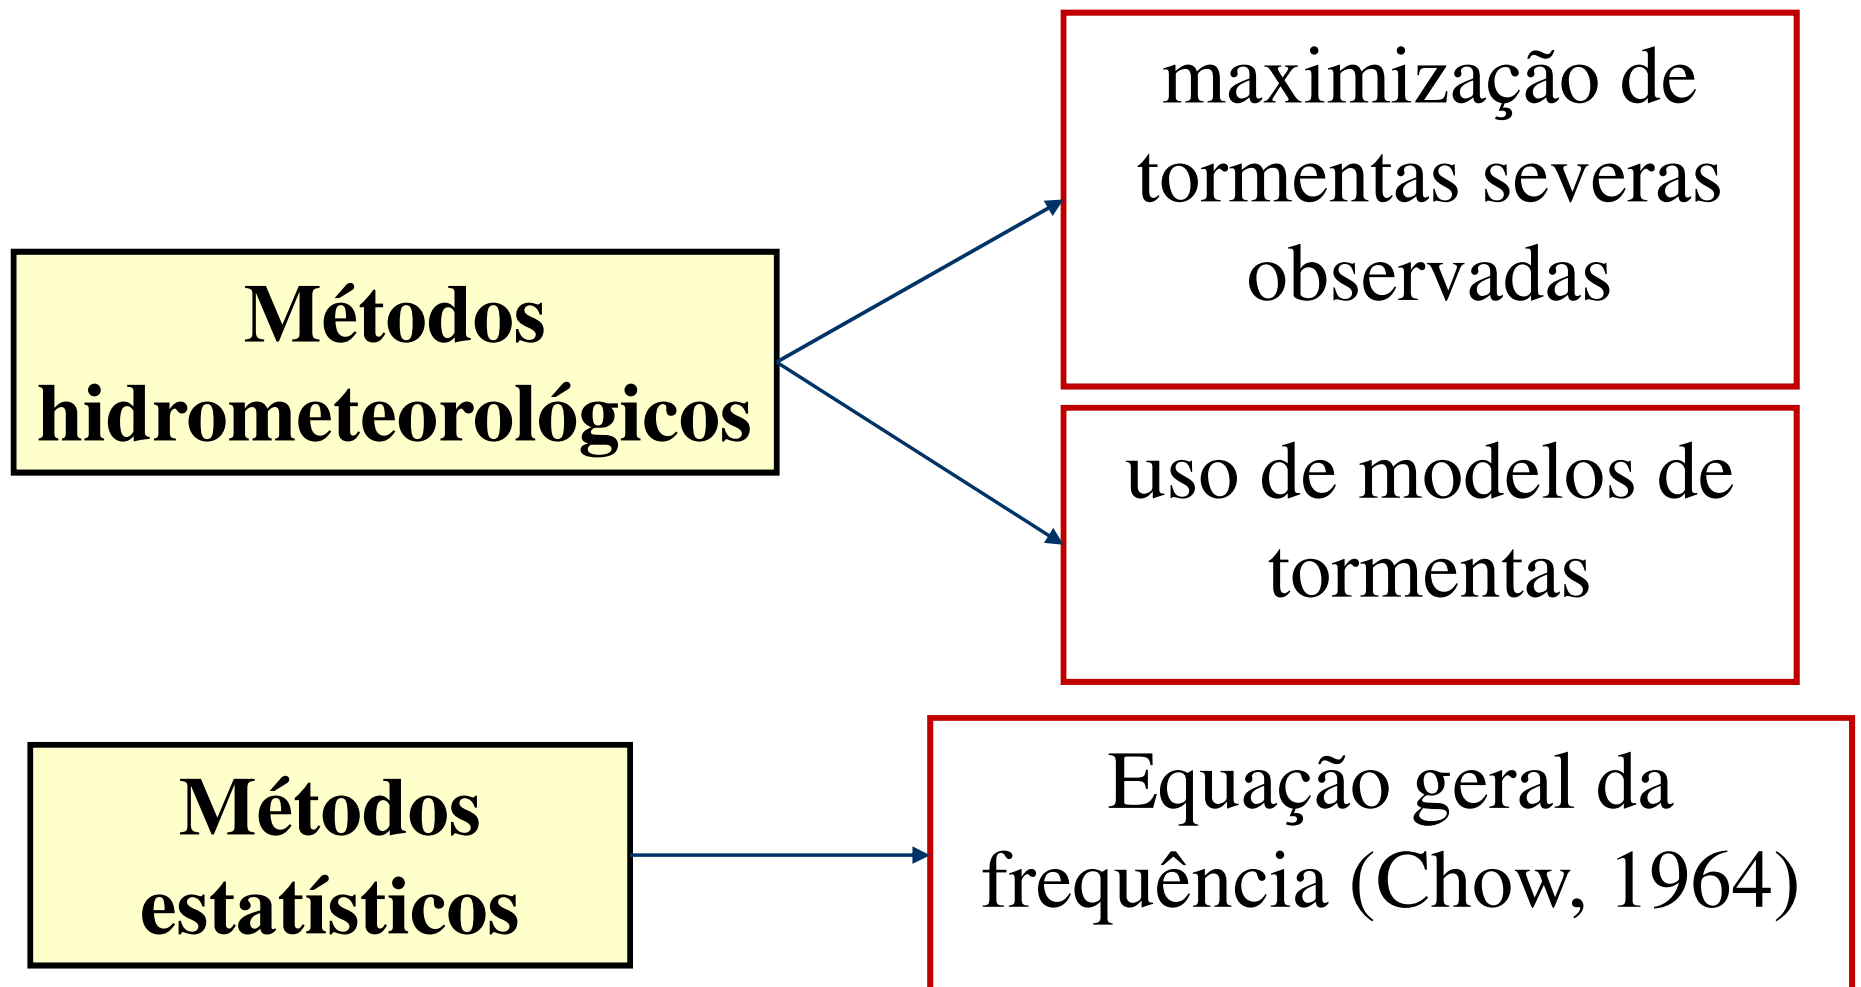 maximização de
tormentas severas
observadas
Métodos
hidrometeorológicos
uso de modelos de
tormentas
Métodos
estatísticos
Equação geral da
frequência (Chow, 1964)